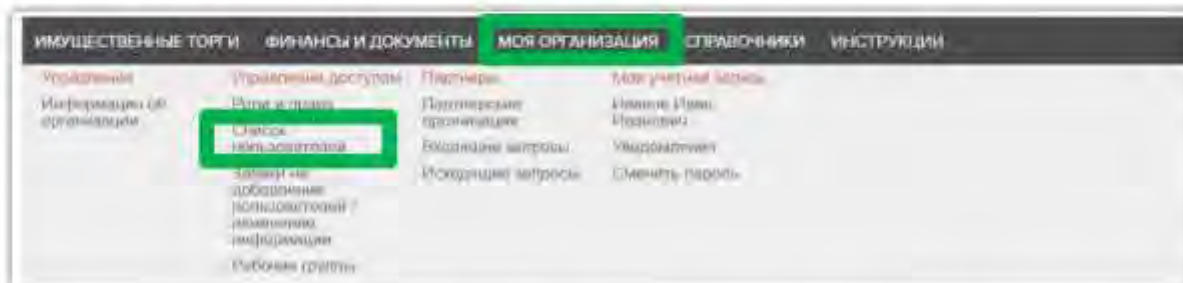 ИМУЩЕСТВЕННЫЕ ТОРГИ ФИНАНСЫ И ДОКУМЕНТЫ МОЯ ОРГАНИЗАЦИЯ СПРАВОЧНИКИ ИНСТРУКЦИИ
Управление Управление доступом Партнеры Моя учетная запись
Информация об организации
Роли и права
Список пользователей
Заявки на добавление пользователей / изменение информации
Рабочие группы
Партнерские организации
Входящие запросы
Исходящие запросы
Иванов Иван Иванович
Уведомления
Сменить пароль